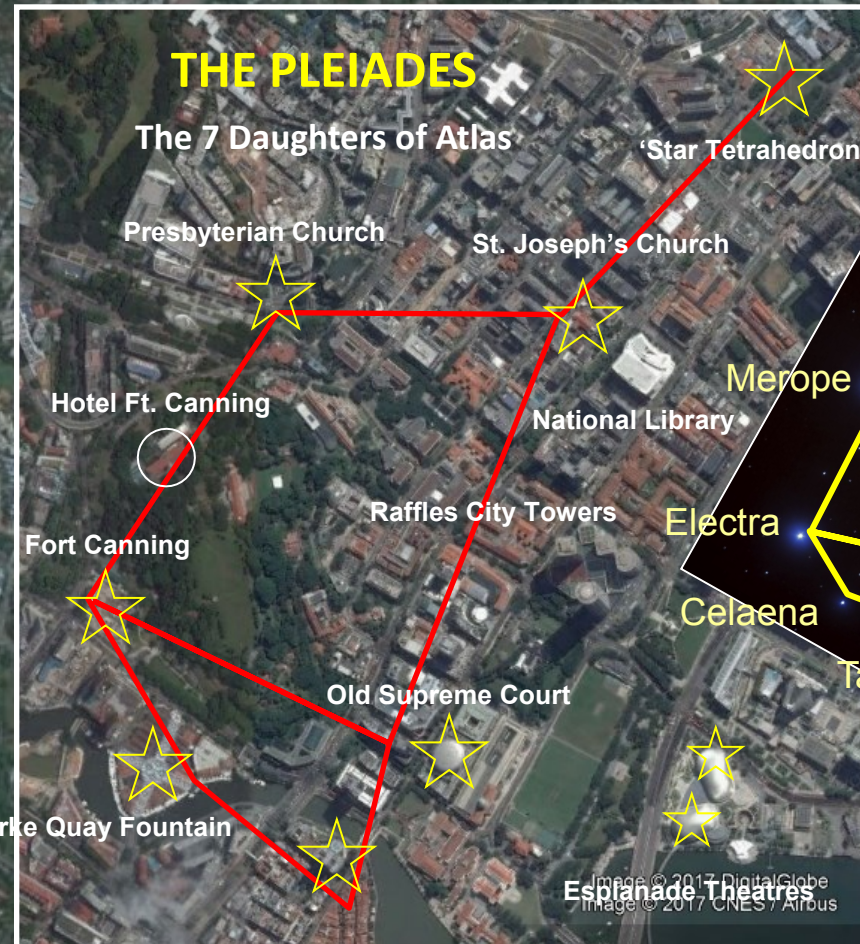 THE PLEIADES
The 7 Daughters of Atlas
'Star Tetrahedron
Presbyterian Church
St. Joseph's Church
Merope
Hotel Ft. Canning
National Library
Raffles City Towers
Electra
Fort Canning
Celaena
Ta
Old Supreme Court
rke Quay Fountain
Esplanade Theatres
Image © 2017 DigitalGlobe
Image © 2017 CNES / Airbus